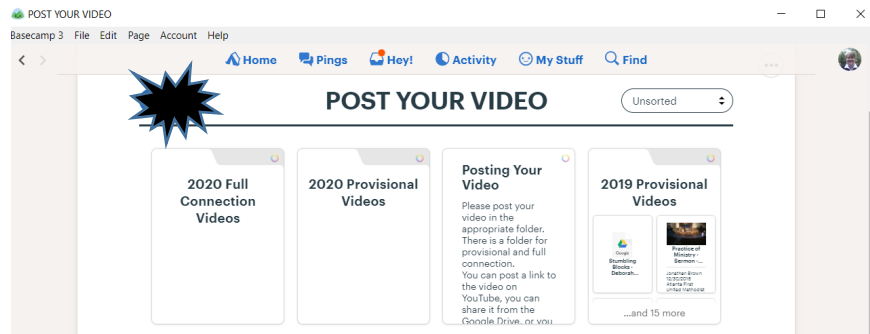 POST YOUR VIDEO
Basecamp 3 File Edit Page Account Help
Home Pings Hey! Activity My Stuff Find
POST YOUR VIDEO
Unsorted
2020 Full
Connection
Videos
2020 Provisional
Videos
Posting Your
Video
Please post your
video in the
appropriate folder.
There is a folder for
provisional and full
connection.
You can post a link to
the video on
YouTube, you can
share it from the
Google Drive, or you
2019 Provisional
Videos
Google
Stumbling
Blocks -
Deborah...
Practice of
Ministry -
Sermon -...
Jonathan Brown
Atlanta First
United Methodist
...and 15 more